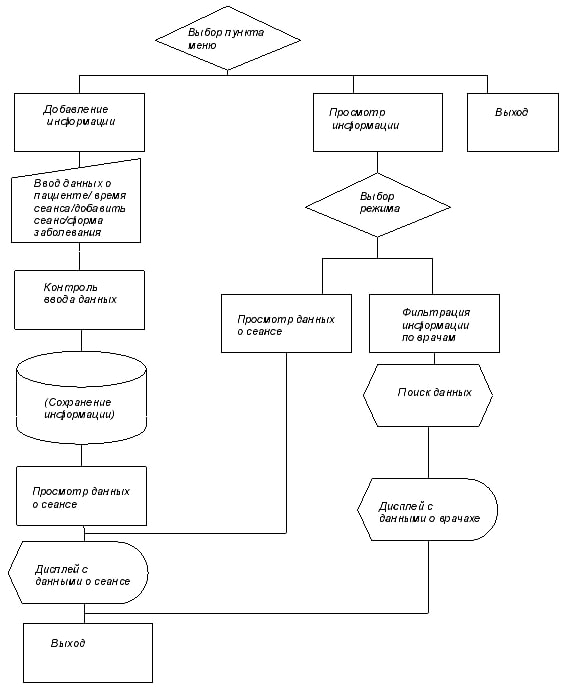 Выбор пункта
меню
Добавление
информации
Просмотр
информации
Выход
Ввод данных о
пациенте/ время
сеанса/добавить
сеанс/форма
заболевания
Выбор
режима
Контроль
ввода данных
Просмотр данных
о сеансе
Фильтрация
информации
по врачам
(Сохранение
информации)
Поиск данных
Просмотр данных
о сеансе
Дисплей с
данными о врачахе
Дисплей с
данными о сеансе
Выход